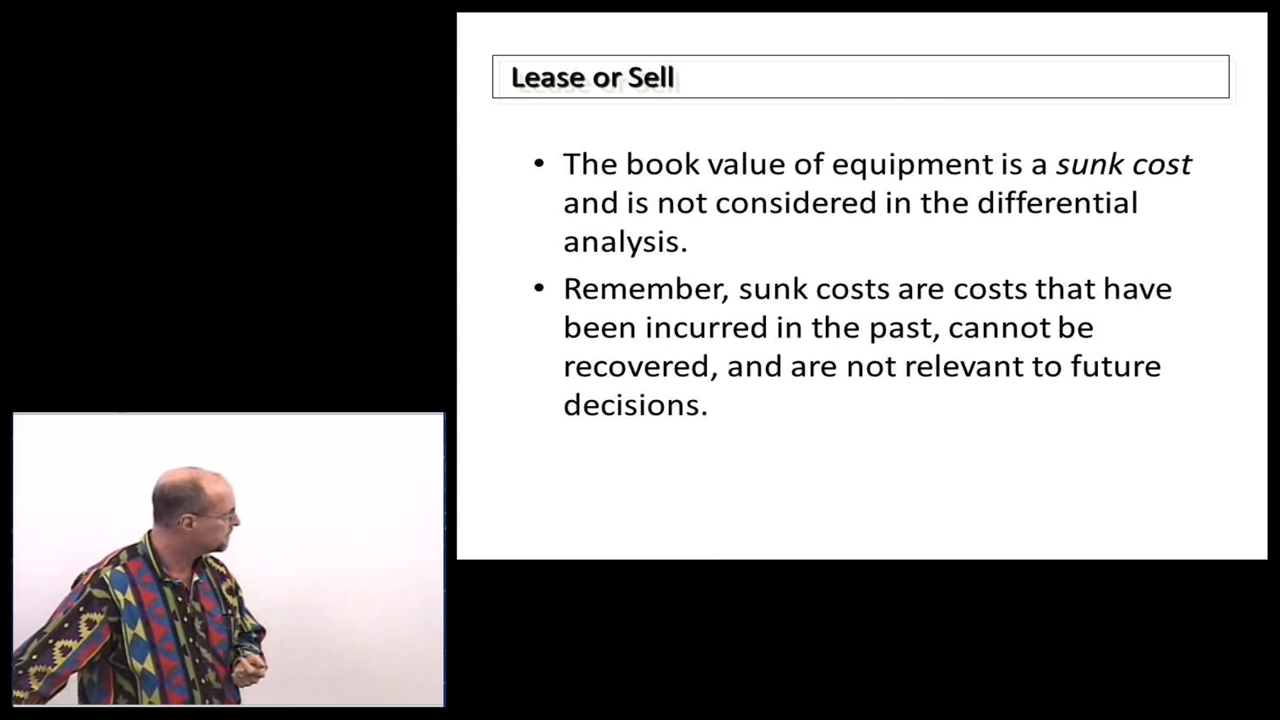 Lease or Sell
• The book value of equipment is a sunk cost
and is not considered in the differential
analysis.
• Remember, sunk costs are costs that have
been incurred in the past, cannot be
recovered, and are not relevant to future
decisions.